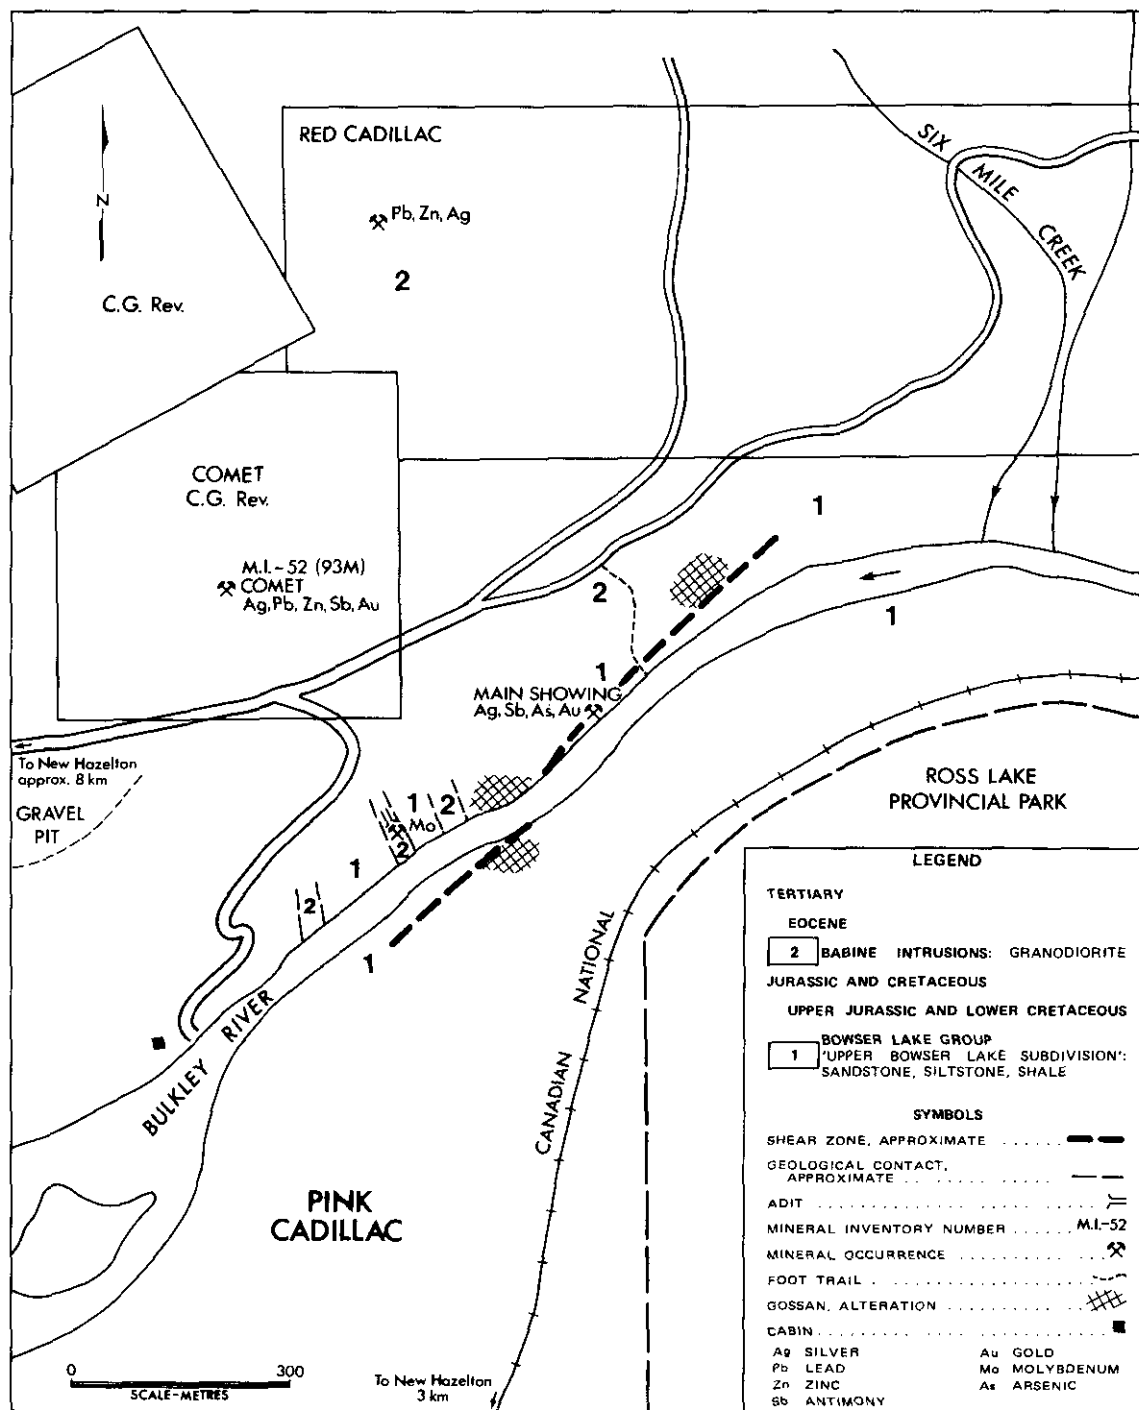 RED CADILLAC
Pb, Zn, Ag
2
N
C.G. Rev.
SIX MILE CREEK
COMET
C.G. Rev.
M.I.-52 (93M)
COMET
Ag, Pb, Zn, Sb, Au
1
2
1
1
MAIN SHOWING
Ag, Sb, As, Au
To New Hazelton
approx. 8 km
GRAVEL
PIT
1
2
Mo
2
1
2
1
BULKLEY RIVER
CANADIAN NATIONAL
ROSS LAKE
PROVINCIAL PARK
PINK
CADILLAC
0 300
SCALE-METRES
To New Hazelton
3 km
LEGEND
TERTIARY
EOCENE
2 BABINE INTRUSIONS: GRANODIORITE
JURASSIC AND CRETACEOUS
UPPER JURASSIC AND LOWER CRETACEOUS
BOWSER LAKE GROUP
1 'UPPER BOWSER LAKE SUBDIVISION':
SANDSTONE, SILTSTONE, SHALE
SYMBOLS
SHEAR ZONE, APPROXIMATE ......
GEOLOGICAL CONTACT,
APPROXIMATE ..........
ADIT ....................
MINERAL INVENTORY NUMBER ...... M.I.-52
MINERAL OCCURRENCE ..........
FOOT TRAIL ................
GOSSAN, ALTERATION ............
CABIN ....................
Ag SILVER Au GOLD
Pb LEAD Mo MOLYBDENUM
Zn ZINC As ARSENIC
Sb ANTIMONY